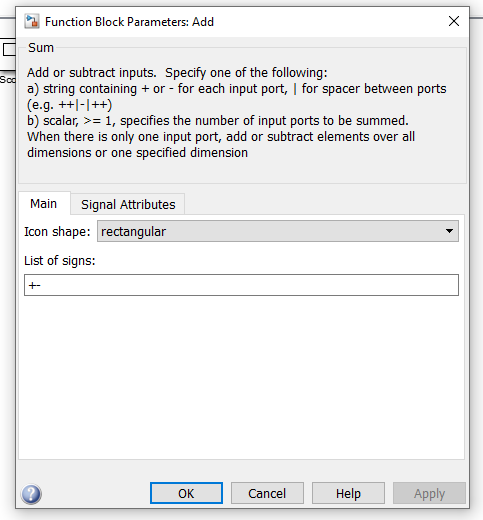 Function Block Parameters: Add
Sco
Sum
Add or subtract inputs.  Specify one of the following:
a) string containing + or - for each input port, | for spacer between ports
(e.g. ++|-|++)
b) scalar, >= 1, specifies the number of input ports to be summed.
When there is only one input port, add or subtract elements over all
dimensions or one specified dimension
Main Signal Attributes
Icon shape: rectangular
List of signs:
+-
OK Cancel Help Apply